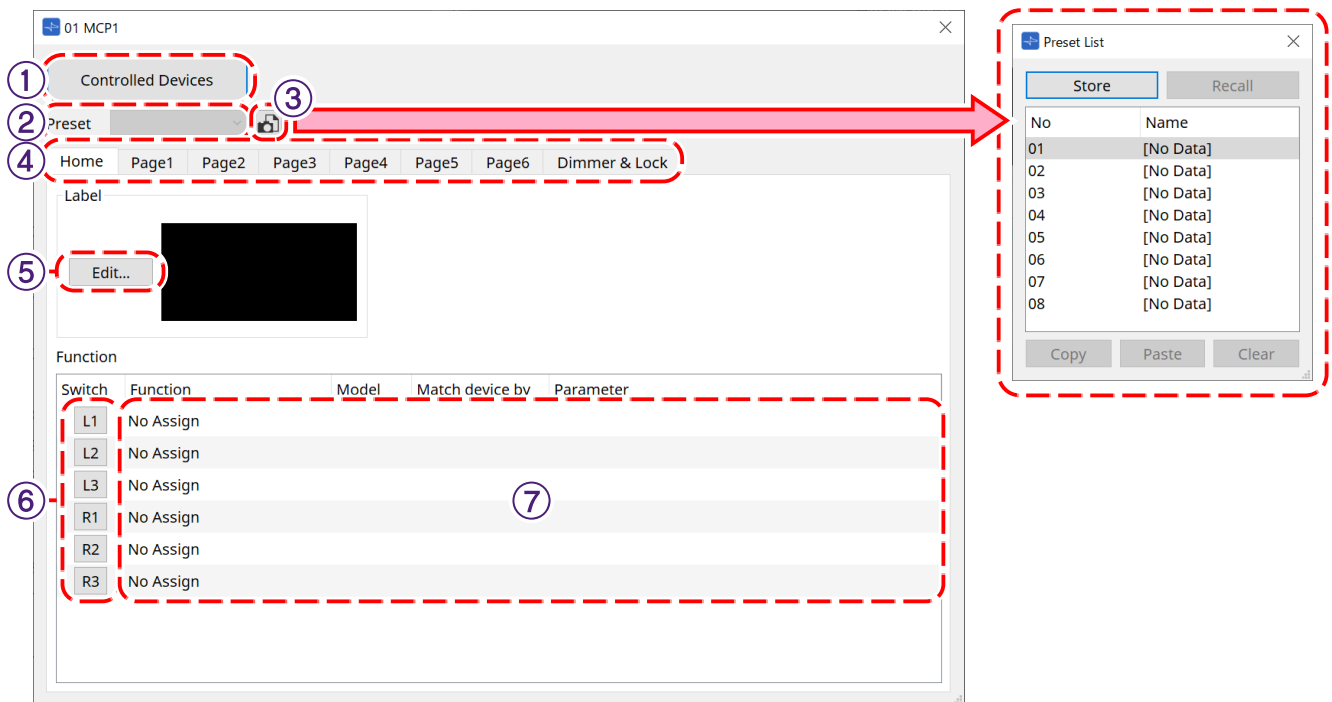 01 MCP1
① Controlled Devices
② Preset ③
④ Home Page1 Page2 Page3 Page4 Page5 Page6 Dimmer & Lock
Label
⑤ Edit...
Function
Switch Function Model Match device by Parameter
L1 No Assign
L2 No Assign
L3 No Assign
⑥ ⑦
R1 No Assign
R2 No Assign
R3 No Assign
Preset List
Store Recall
No Name
01 [No Data]
02 [No Data]
03 [No Data]
04 [No Data]
05 [No Data]
06 [No Data]
07 [No Data]
08 [No Data]
Copy Paste Clear